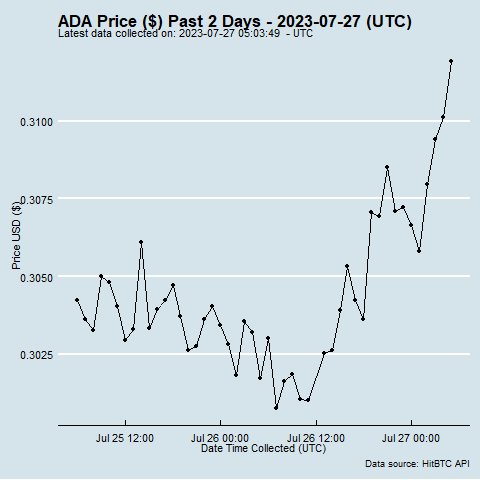 ADA Price ($) Past 2 Days - 2023-07-27 (UTC)
Latest data collected on: 2023-07-27 05:03:49 - UTC
0.3100
0.3075
0.3050
0.3025
Price USD ($)
Jul 25 12:00
Jul 26 00:00
Jul 26 12:00
Jul 27 00:00
Date Time Collected (UTC)
Data source: HitBTC API